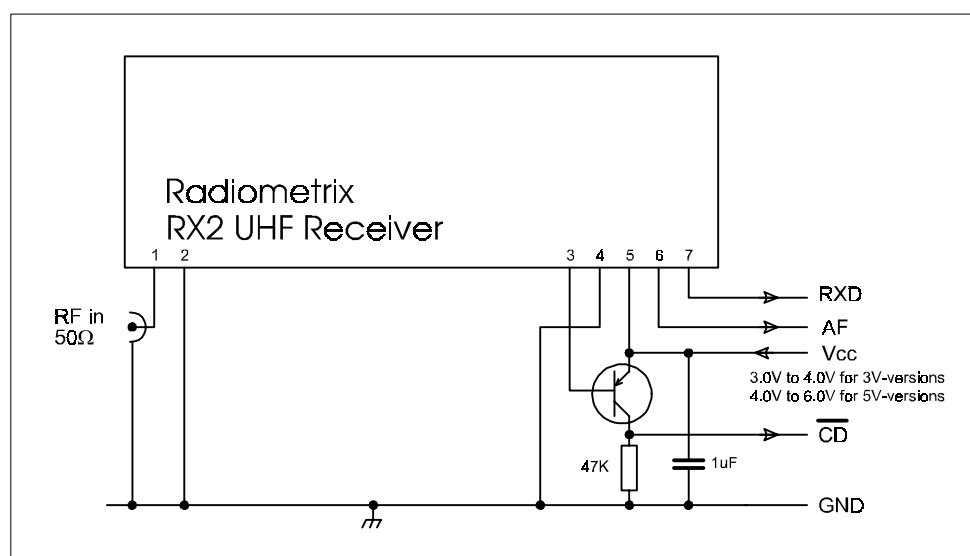 Radiometrix
RX2 UHF Receiver
1 2 3 4 5 6 7
RF in
50Ω
RXD
AF
Vcc
3.0V to 4.0V for 3V-versions
4.0V to 6.0V for 5V-versions
CD
47K
1uF
GND